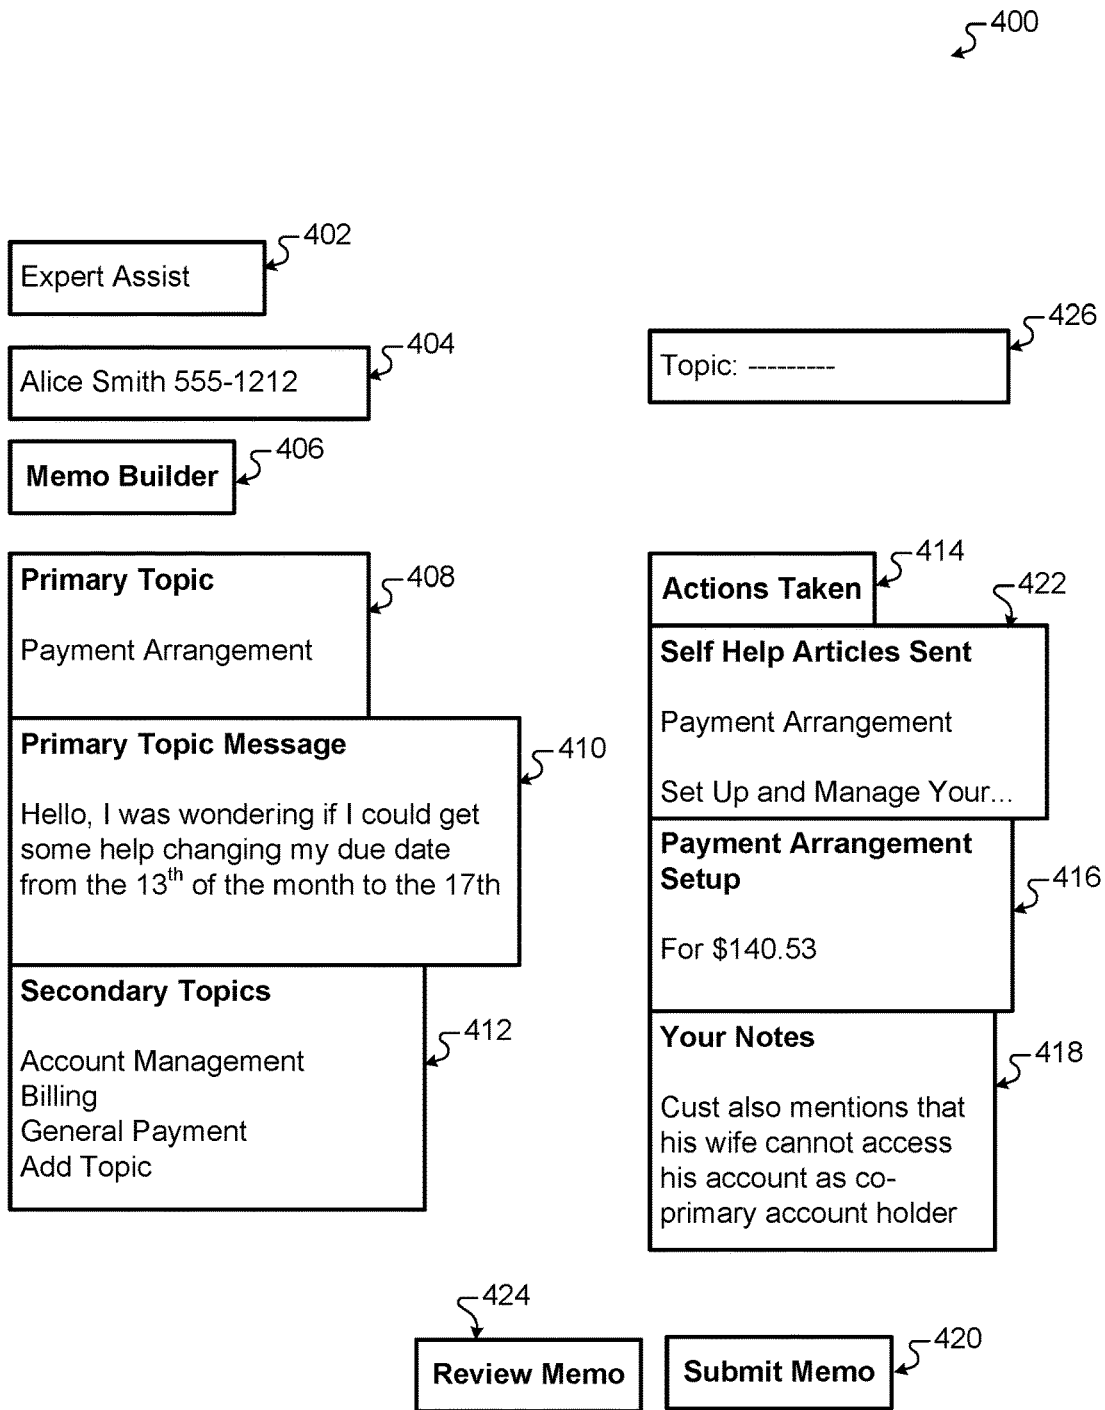 400
402
Expert Assist
426
Topic: ---------
404
Alice Smith 555-1212
406
Memo Builder
408
Primary Topic
Payment Arrangement
410
Primary Topic Message
Hello, I was wondering if I could get
some help changing my due date
from the 13th of the month to the 17th
412
Secondary Topics
Account Management
Billing
General Payment
Add Topic
414
Actions Taken
422
Self Help Articles Sent
Payment Arrangement
Set Up and Manage Your...
416
Payment Arrangement
Setup
For $140.53
418
Your Notes
Cust also mentions that
his wife cannot access
his account as co-
primary account holder
424
Review Memo
420
Submit Memo